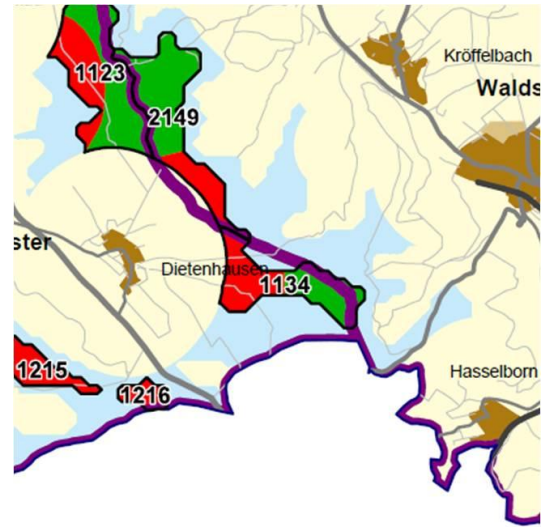 Kröffelbach
1123
Walds
2149
ster
Dietenhausen
1134
1215
Hasselborn
1216